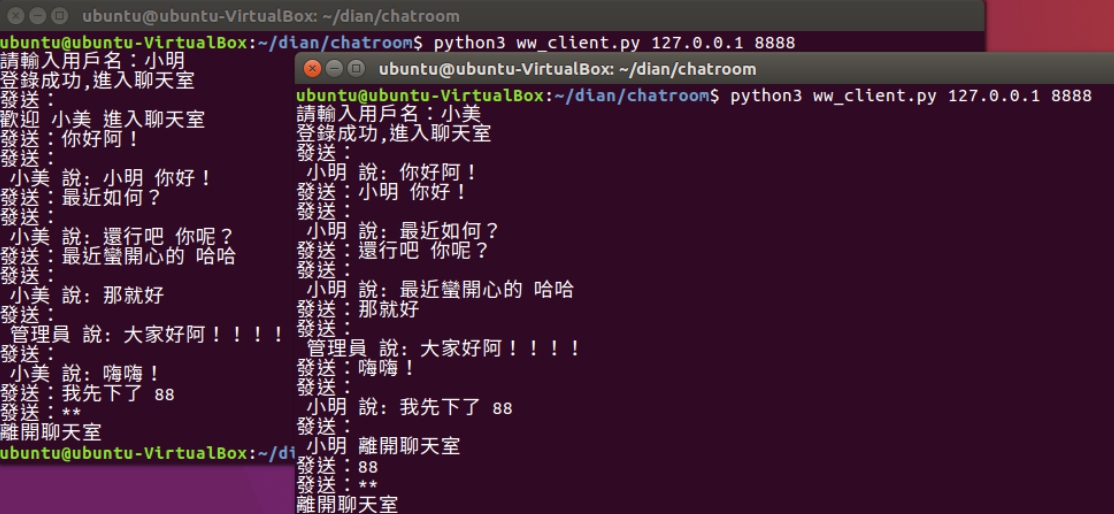 ubuntu@ubuntu-VirtualBox: ~/dian/chatroom
ubuntu@ubuntu-VirtualBox:~/dian/chatroom$ python3 ww_client.py 127.0.0.1 8888
請輸入用戶名：小明
登錄成功,進入聊天室
發送：
歡迎 小美 進入聊天室
發送：你好阿！
發送：
小美 說: 小明 你好！
發送：最近如何？
發送：
小美 說: 還行吧 你呢？
發送：最近蠻開心的 哈哈
發送：
小美 說: 那就好
發送：
管理員 說: 大家好阿！！！！
發送：
小美 說: 嗨嗨！
發送：我先下了 88
發送：**
離開聊天室
ubuntu@ubuntu-VirtualBox:~/di
ubuntu@ubuntu-VirtualBox: ~/dian/chatroom
ubuntu@ubuntu-VirtualBox:~/dian/chatroom$ python3 ww_client.py 127.0.0.1 8888
請輸入用戶名：小美
登錄成功,進入聊天室
發送：
小明 說: 你好阿！
發送：小明 你好！
發送：
小明 說: 最近如何？
發送：還行吧 你呢？
發送：
小明 說: 最近蠻開心的 哈哈
發送：那就好
發送：
管理員 說: 大家好阿！！！！
發送：嗨嗨！
發送：
小明 說: 我先下了 88
發送：
小明 離開聊天室
發送：88
發送：**
離開聊天室